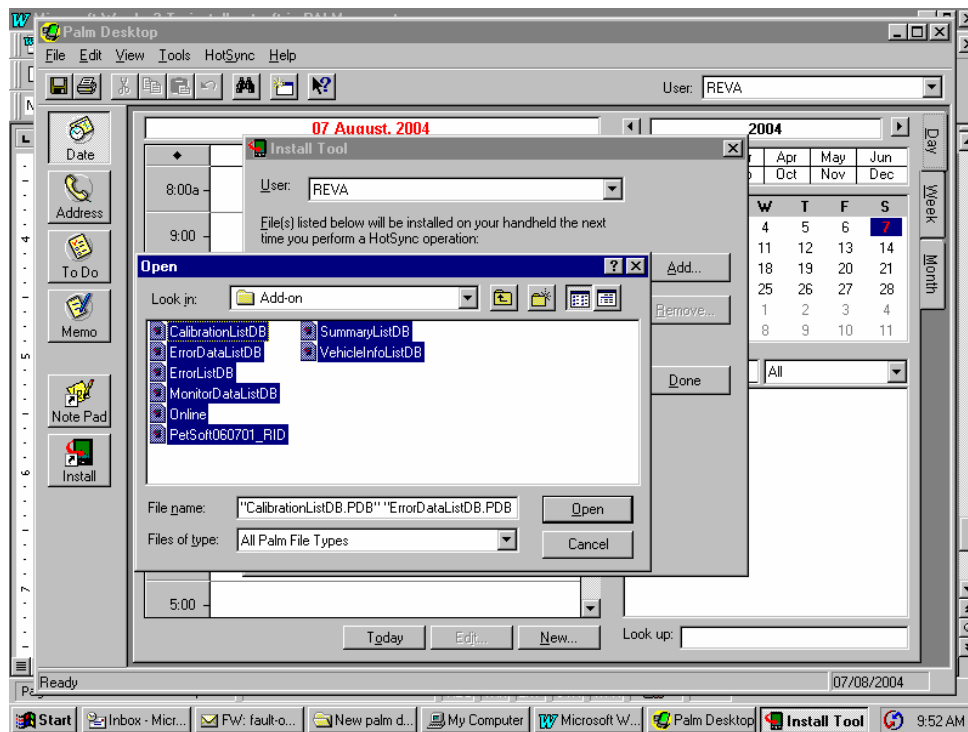 Palm Desktop
File Edit View Tools HotSync Help
User: REVA
07 August, 2004
2004
Day
Week
Month
Date
Address
To Do
Memo
Note Pad
Install
8:00a
9:00
5:00
Apr May Jun
Oct Nov Dec
W T F S
4 5 6 7
11 12 13 14
18 19 20 21
25 26 27 28
1 2 3 4
8 9 10 11
All
Install Tool
User: REVA
File(s) listed below will be installed on your handheld the next
time you perform a HotSync operation:
Add...
Remove...
Done
Open
Look in: Add-on
CalibrationListDB
ErrorDataListDB
ErrorListDB
MonitorDataListDB
Online
PetSoft060701_RID
SummaryListDB
VehicleInfoListDB
File name: "CalibrationListDB.PDB" "ErrorDataListDB.PDB
Open
Files of type: All Palm File Types
Cancel
Today Edit... New...
Look up:
Ready
07/08/2004
Start Inbox - Micr... FW: fault-o... New palm d... My Computer Microsoft W... Palm Desktop Install Tool 9:52 AM